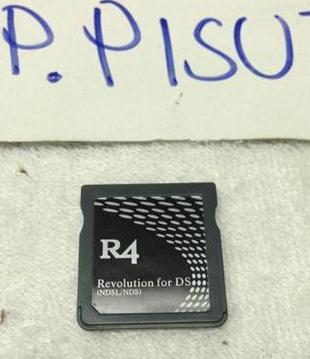 P.PISUT
R4
Revolution for DS
(NDSL/NDS)